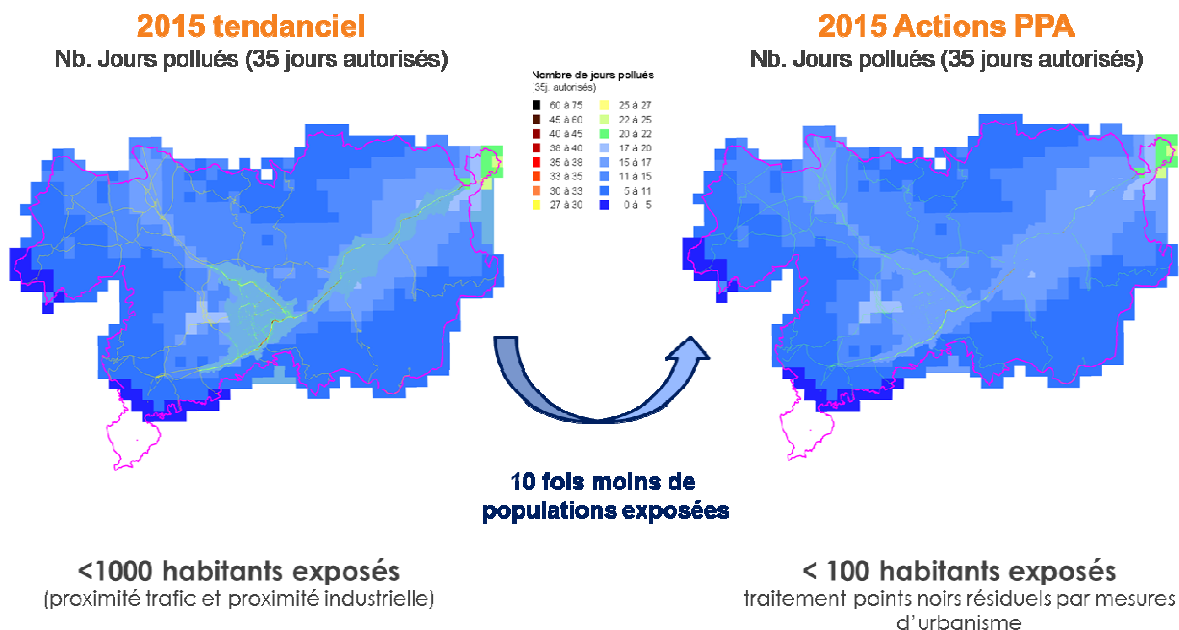 2015 tendanciel
Nb. Jours pollués (35 jours autorisés)
2015 Actions PPA
Nb. Jours pollués (35 jours autorisés)
Nombre de jours pollués
(35j. autorisés)
60 à 75
45 à 60
40 à 45
36 à 40
35 à 38
33 à 35
30 à 33
27 à 30
25 à 27
22 à 25
20 à 22
17 à 20
15 à 17
11 à 15
5 à 11
0 à 5
10 fois moins de
populations exposées
<1000 habitants exposés
(proximité trafic et proximité industrielle)
< 100 habitants exposés
traitement points noirs résiduels par mesures
d’urbanisme